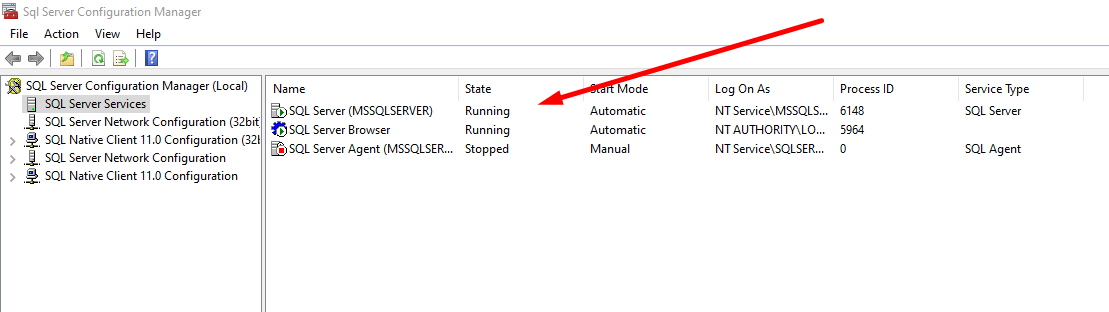 Sql Server Configuration Manager
File Action View Help
SQL Server Configuration Manager (Local)
SQL Server Services
SQL Server Network Configuration (32bit
SQL Native Client 11.0 Configuration (32b
SQL Server Network Configuration
SQL Native Client 11.0 Configuration
Name State Start Mode Log On As Process ID Service Type
SQL Server (MSSQLSERVER) Running Automatic NT Service\MSSQLS... 6148 SQL Server
SQL Server Browser Running Automatic NT AUTHORITY\LO... 5964
SQL Server Agent (MSSQLSER... Stopped Manual NT Service\SQLSER... 0 SQL Agent